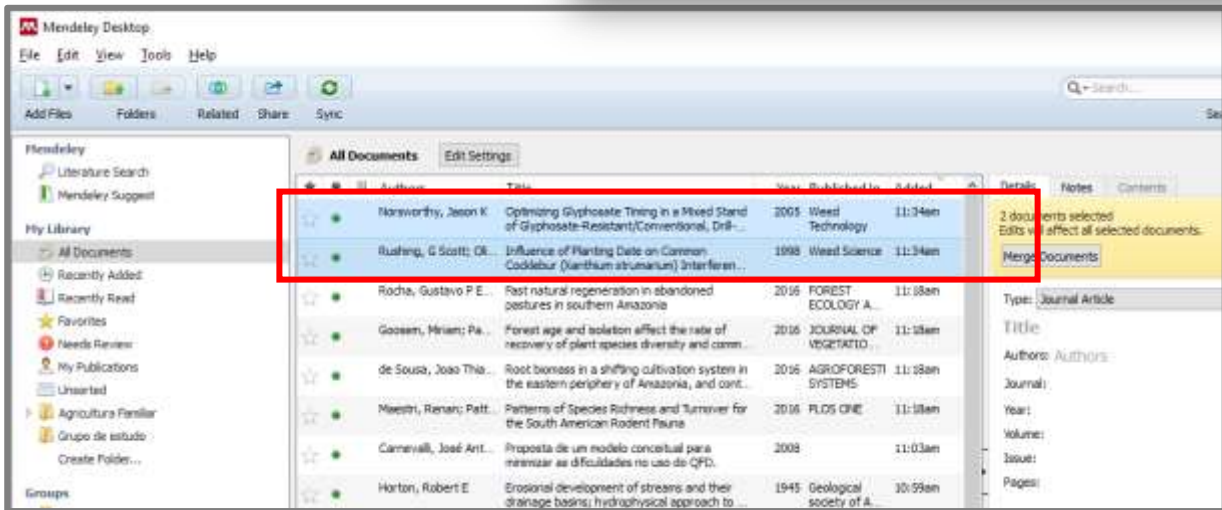 Mendeley Desktop
File Edit View Tools Help
Add Files Folders Related Share Sync
Search...
Mendeley
Literature Search
Mendeley Suggest
My Library
All Documents
Recently Added
Recently Read
Favorites
Needs Review
My Publications
Unsorted
Agricultura Familiar
Grupo de estudo
Create Folder...
Groups
All Documents Edit Settings
Authors Title Year Published In Added
Norsworthy, Jason K Optimizing Glyphosate Timing in a Mixed Stand 2005 Weed 11:34am
of Glyphosate-Resistant/Conventional, Drill-... Technology
Rushing, G Scott; Oli... Influence of Planting Date on Common 1998 Weed Science 11:34am
Cocklebur (Xanthium strumarium) Interferen...
Rocha, Gustavo P E... Fast natural regeneration in abandoned 2016 FOREST 11:18am
pastures in southern Amazonia ECOLOGY A...
Goosem, Miriam; Pa... Forest age and isolation affect the rate of 2016 JOURNAL OF 11:18am
recovery of plant species diversity and comm... VEGETATIO...
de Sousa, Joao Thia... Root biomass in a shifting cultivation system in 2016 AGROFORESTI 11:18am
the eastern periphery of Amazonia, and cont... SYSTEMS
Maestri, Renan; Patt... Patterns of Species Richness and Turnover for 2016 PLOS ONE 11:18am
the South American Rodent Fauna
Carnevalli, José Ant... Proposta de um modelo conceitual para 2008 11:03am
minimizar as dificuldades no uso do QFD.
Horton, Robert E Erosional development of streams and their 1945 Geological 10:59am
drainage basins; hydrophysical approach to ... society of A...
Details Notes Contents
2 documents selected
Edits will affect all selected documents.
Merge Documents
Type: Journal Article
Title
Authors: Authors
Journal:
Year:
Volume:
Issue:
Pages: